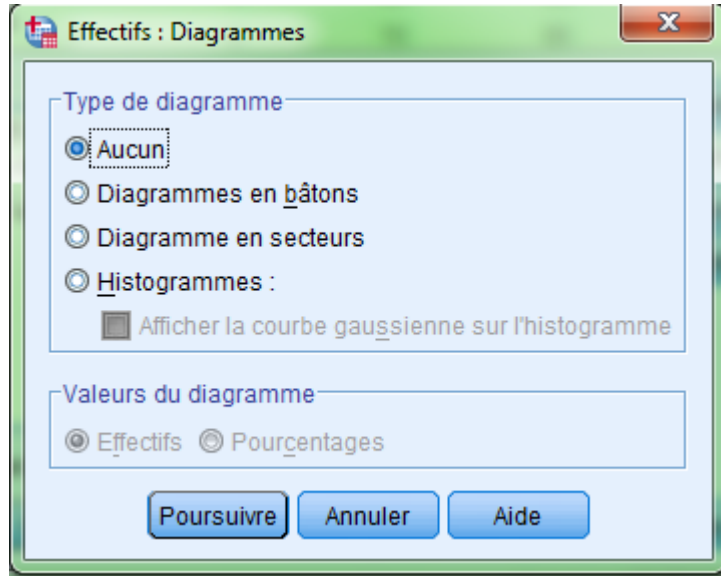 Effectifs : Diagrammes
Type de diagramme
Aucun
Diagrammes en bâtons
Diagramme en secteurs
Histogrammes :
Afficher la courbe gaussienne sur l'histogramme
Valeurs du diagramme
Effectifs Pourcentages
Poursuivre Annuler Aide